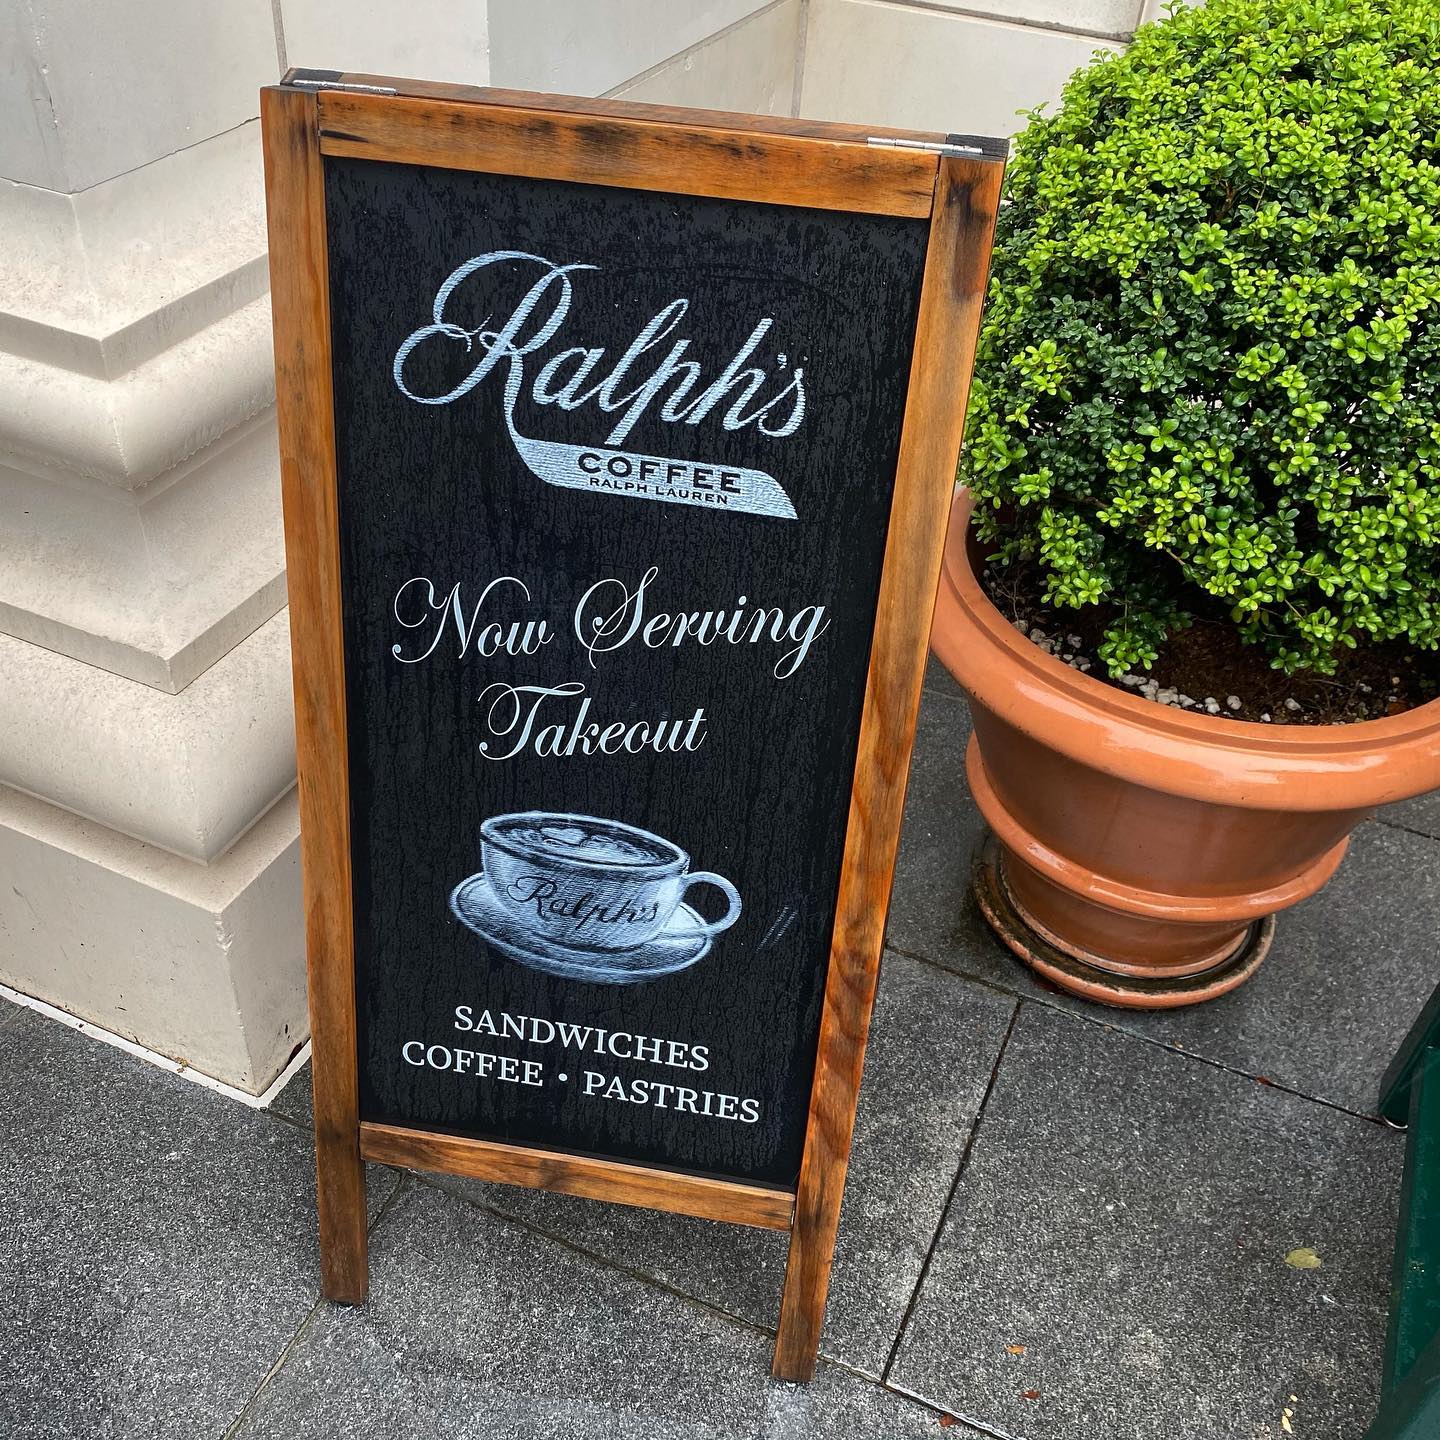 Ralph's
COFFEE
RALPH LAUREN
Now Serving
Takeout
Ralph's
SANDWICHES
COFFEE • PASTRIES